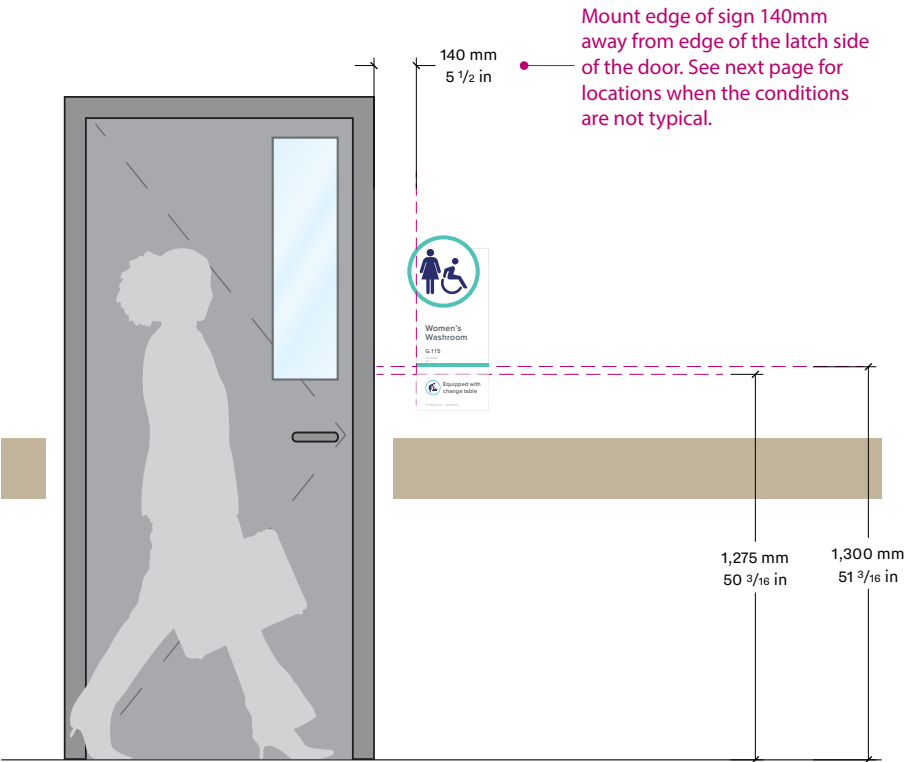 Mount edge of sign 140mm
away from edge of the latch side
of the door. See next page for
locations when the conditions
are not typical.
140 mm
5 1/2 in
Women's
Washroom
G.115
Equipped with
change table
1,275 mm
50 3/16 in
1,300 mm
51 3/16 in